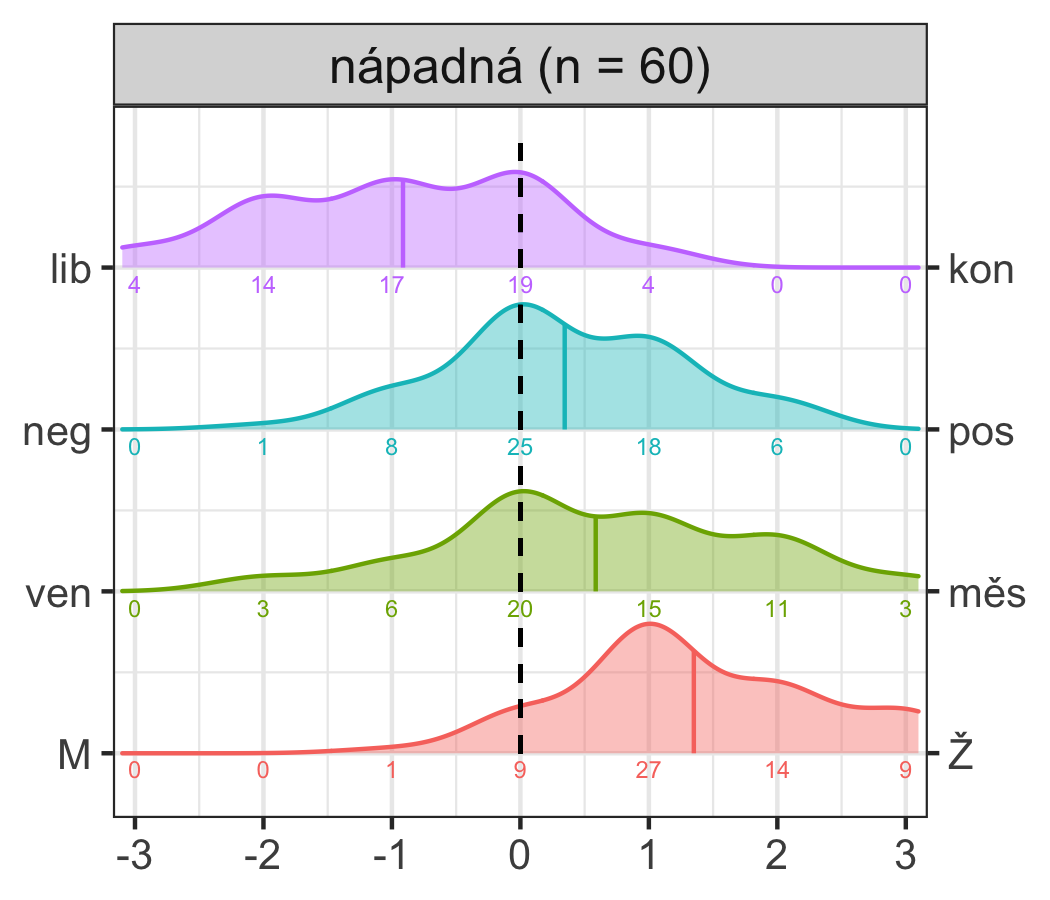 nápadná (n = 60)
lib kon
4 14 17 19 4 0 0
neg pos
0 1 8 25 18 6 0
ven měs
0 3 6 20 15 11 3
M Ž
0 0 1 9 27 14 9
-3 -2 -1 0 1 2 3